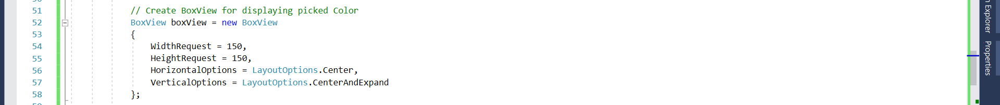 51 // Create BoxView for displaying picked Color
52 BoxView boxView = new BoxView
53 {
54 WidthRequest = 150,
55 HeightRequest = 150,
56 HorizontalOptions = LayoutOptions.Center,
57 VerticalOptions = LayoutOptions.CenterAndExpand
58 };
Explorer
Properties